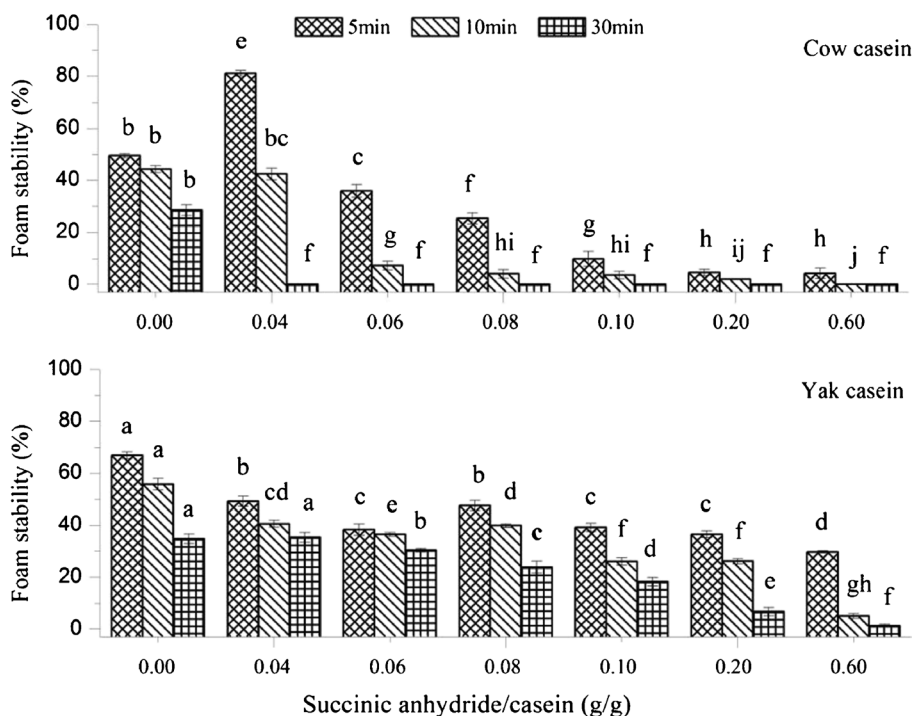 100
80
60
40
20
0
Foam stability (%)
5min 10min 30min
Cow casein
b b b e bc f c g f f hi f g hi f h ij f h j f
0.00 0.04 0.06 0.08 0.10 0.20 0.60
100
80
60
40
20
0
Foam stability (%)
Yak casein
a a a b cd a c e b b d c c f d c f e d gh f
0.00 0.04 0.06 0.08 0.10 0.20 0.60
Succinic anhydride/casein (g/g)